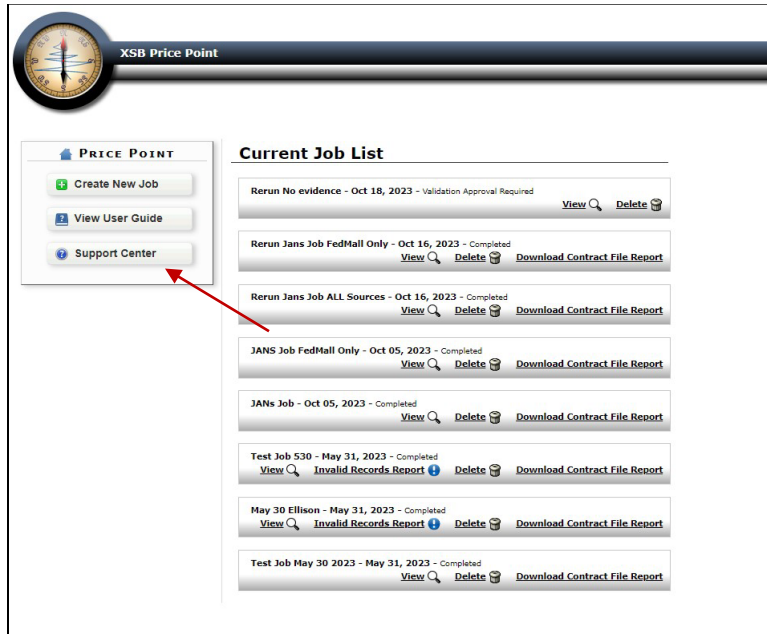 XSB Price Point
PRICE POINT
Create New Job
View User Guide
Support Center
Current Job List
Rerun No evidence - Oct 18, 2023 - Validation Approval Required
View Delete
Rerun Jans Job FedMall Only - Oct 16, 2023 - Completed
View Delete Download Contract File Report
Rerun Jans Job ALL Sources - Oct 16, 2023 - Completed
View Delete Download Contract File Report
JANS Job FedMall Only - Oct 05, 2023 - Completed
View Delete Download Contract File Report
JANs Job - Oct 05, 2023 - Completed
View Delete Download Contract File Report
Test Job 530 - May 31, 2023 - Completed
View Invalid Records Report Delete Download Contract File Report
May 30 Ellison - May 31, 2023 - Completed
View Invalid Records Report Delete Download Contract File Report
Test Job May 30 2023 - May 31, 2023 - Completed
View Delete Download Contract File Report